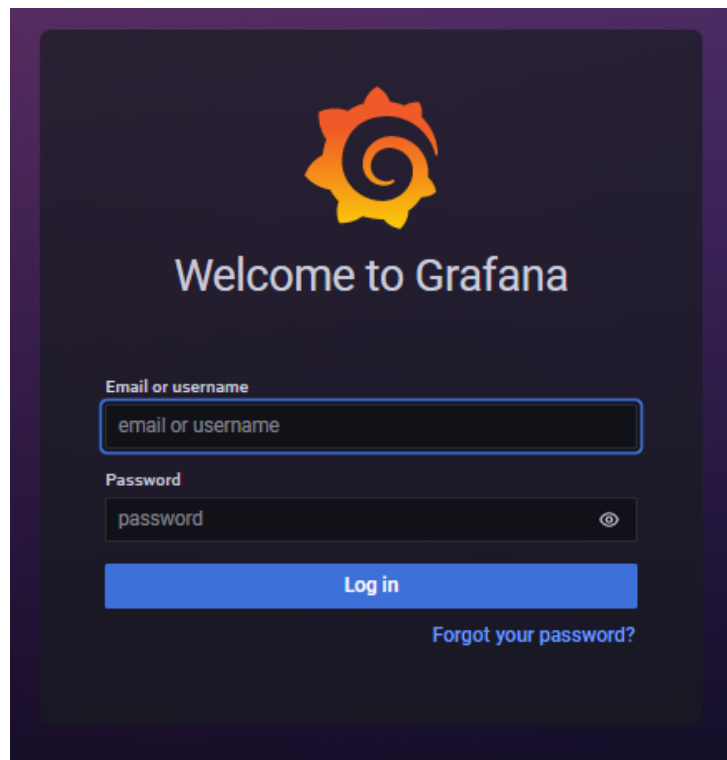 Welcome to Grafana
Email or username
email or username
Password
password
Log in
Forgot your password?